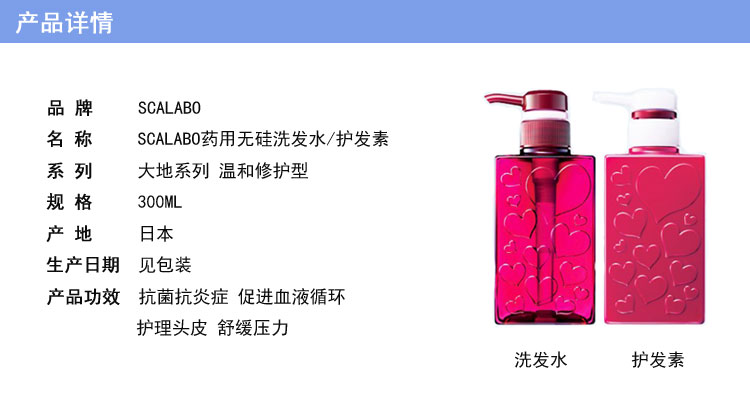 产品详情
品 牌 SCALABO
名 称 SCALABO药用无硅洗发水/护发素
系 列 大地系列 温和修护型
规 格 300ML
产 地 日本
生产日期 见包装
产品功效 抗菌抗炎症 促进血液循环
护理头皮 舒缓压力
洗发水 护发素